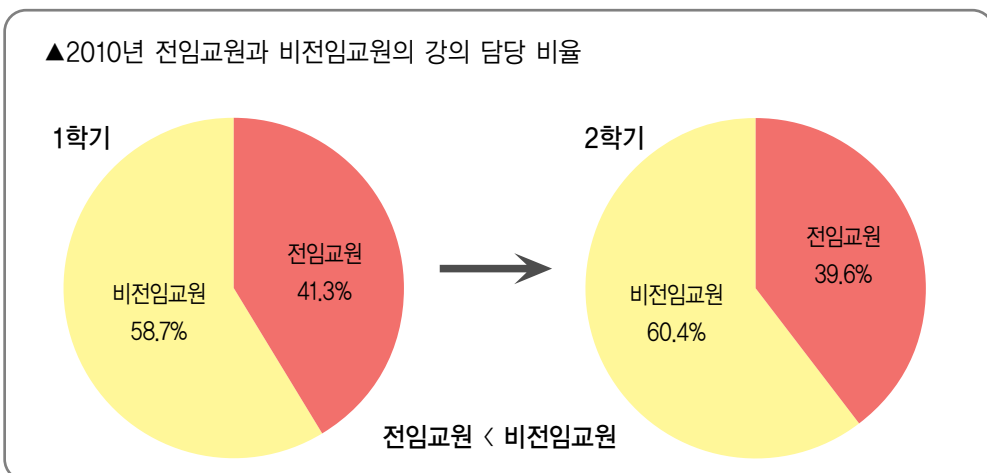 ▲2010년 전임교원과 비전임교원의 강의 담당 비율
1학기
전임교원
41.3%
비전임교원
58.7%
2학기
전임교원
39.6%
비전임교원
60.4%
전임교원 < 비전임교원